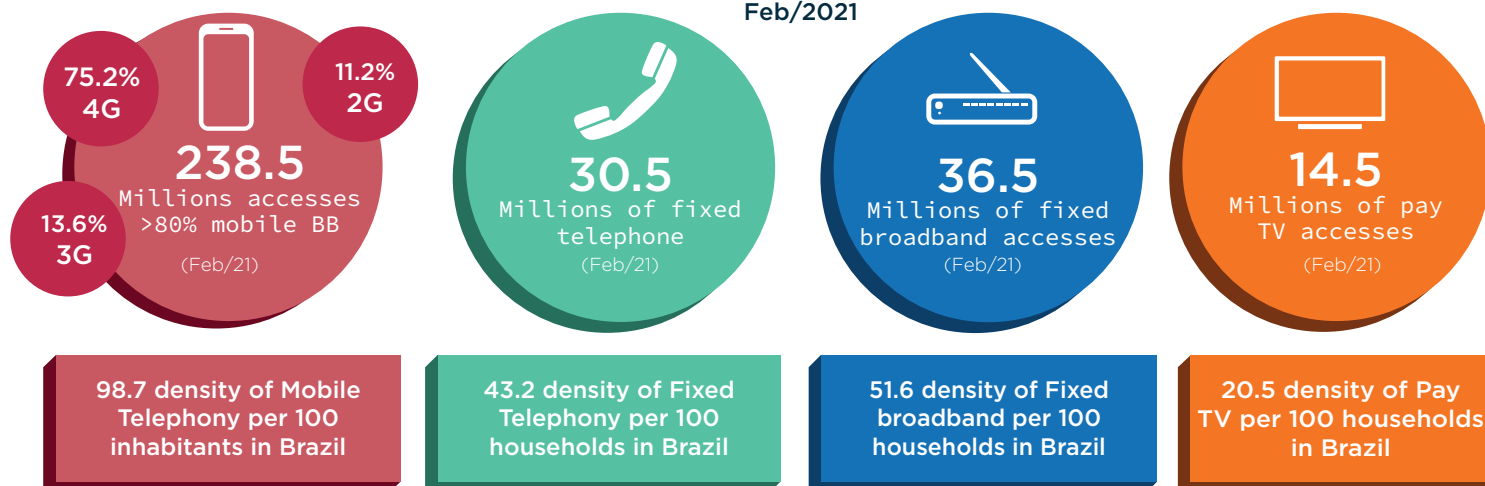 Feb/2021
75.2%
4G
11.2%
2G
13.6%
3G
238.5
Millions accesses
>80% mobile BB
(Feb/21)
30.5
Millions of fixed
telephone
(Feb/21)
36.5
Millions of fixed
broadband accesses
(Feb/21)
14.5
Millions of pay
TV accesses
(Feb/21)
98.7 density of Mobile
Telephony per 100
inhabitants in Brazil
43.2 density of Fixed
Telephony per 100
households in Brazil
51.6 density of Fixed
broadband per 100
households in Brazil
20.5 density of Pay
TV per 100 households
in Brazil